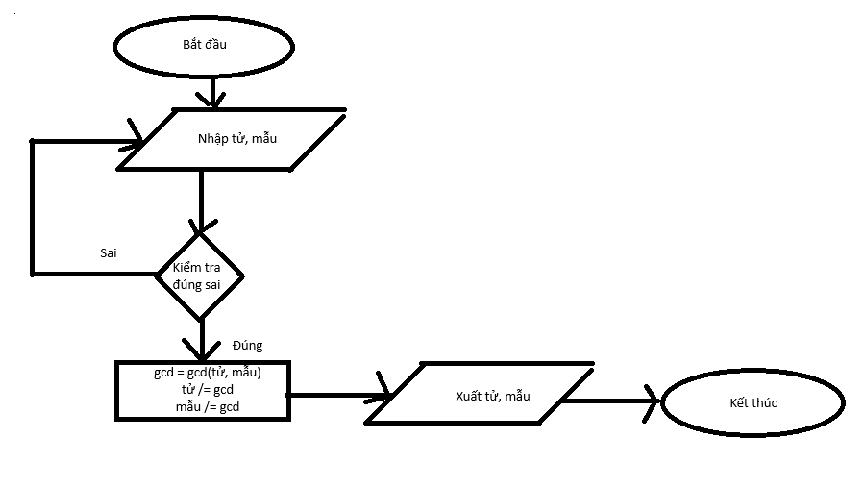 Bắt đầu
Nhập tử, mẫu
Sai
Kiểm tra
đúng sai
Đúng
gcd = gcd(tử, mẫu)
tử /= gcd
mẫu /= gcd
Xuất tử, mẫu
Kết thúc